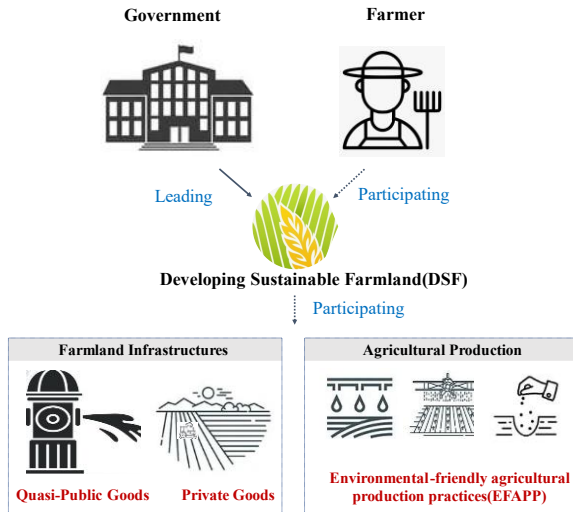 Government
Farmer
Leading
Participating
Developing Sustainable Farmland(DSF)
Participating
Farmland Infrastructures
Agricultural Production
Quasi-Public Goods
Private Goods
Environmental-friendly agricultural
production practices(EFAPP)